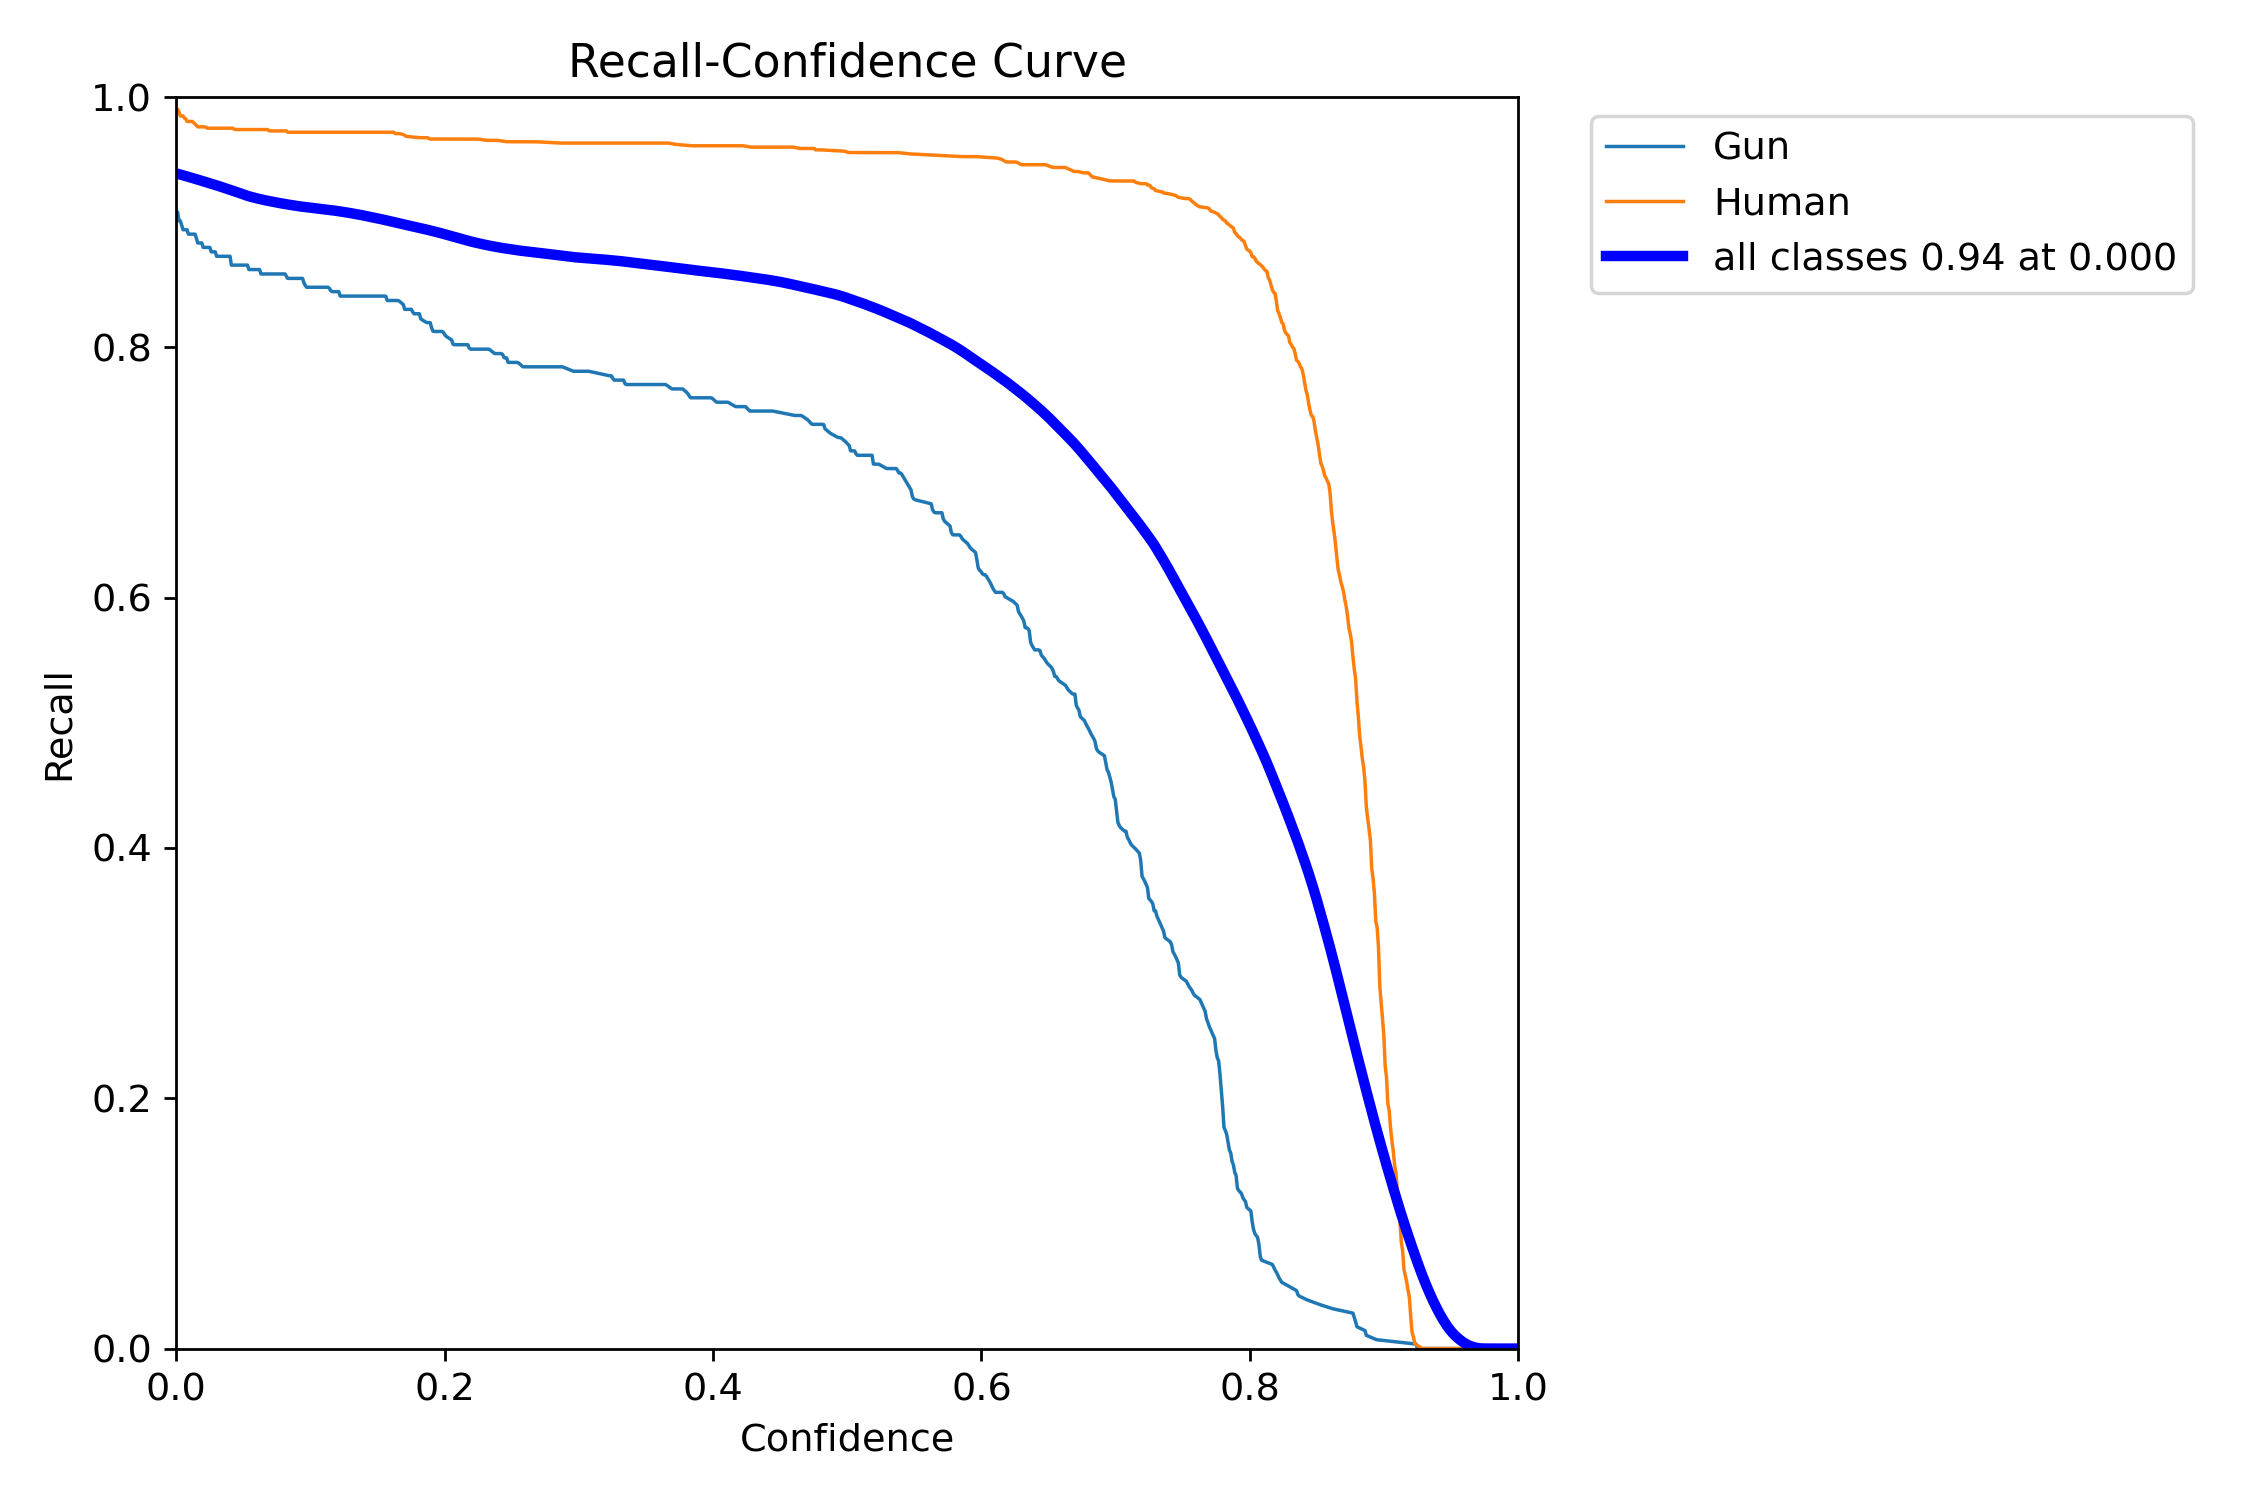 Recall-Confidence Curve
1.0
0.8
0.6
0.4
0.2
0.0
Recall
0.0 0.2 0.4 0.6 0.8 1.0
Confidence
Gun
Human
all classes 0.94 at 0.000